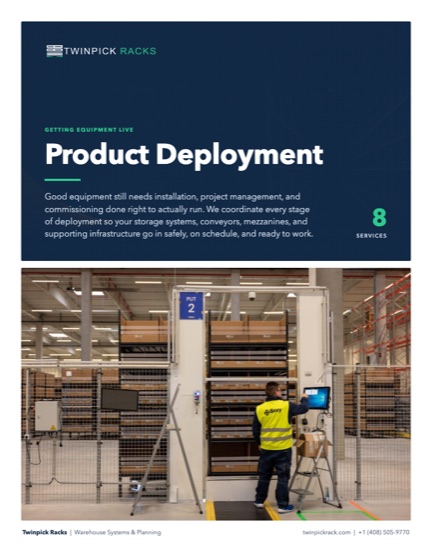 TWINPICK RACKS
GETTING EQUIPMENT LIVE
Product Deployment
Good equipment still needs installation, project management, and
commissioning done right to actually run. We coordinate every stage
of deployment so your storage systems, conveyors, mezzanines, and
supporting infrastructure go in safely, on schedule, and ready to work.
8
SERVICES
PUT
2
Twinpick Racks | Warehouse Systems & Planning
twinpickrack.com | +1 (408) 505-9770